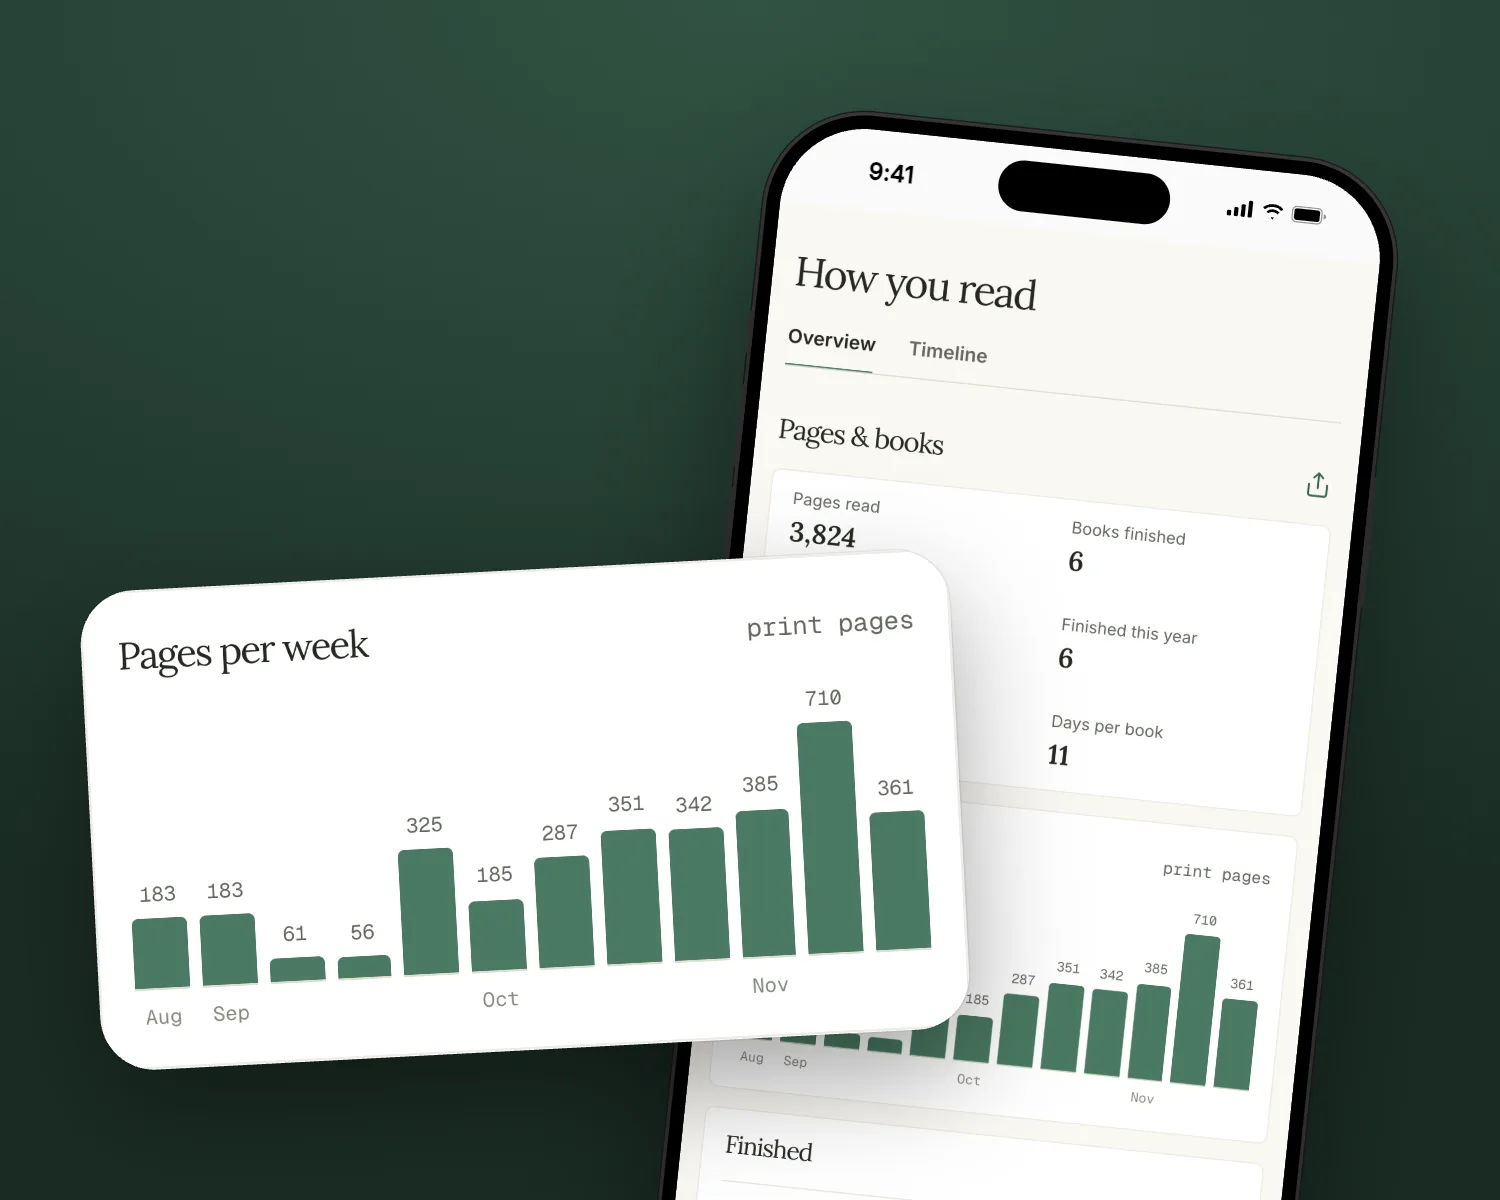 9:41
How you read
Overview Timeline
Pages & books
Pages read
3,824
Books finished
6
Finished this year
6
Days per book
11
Pages per week
print pages
183 183 61 56 325 185 287 351 342 385 710 361
Aug Sep Oct Nov
print pages
185 287 351 342 385 710 361
Aug Sep Oct Nov
Finished